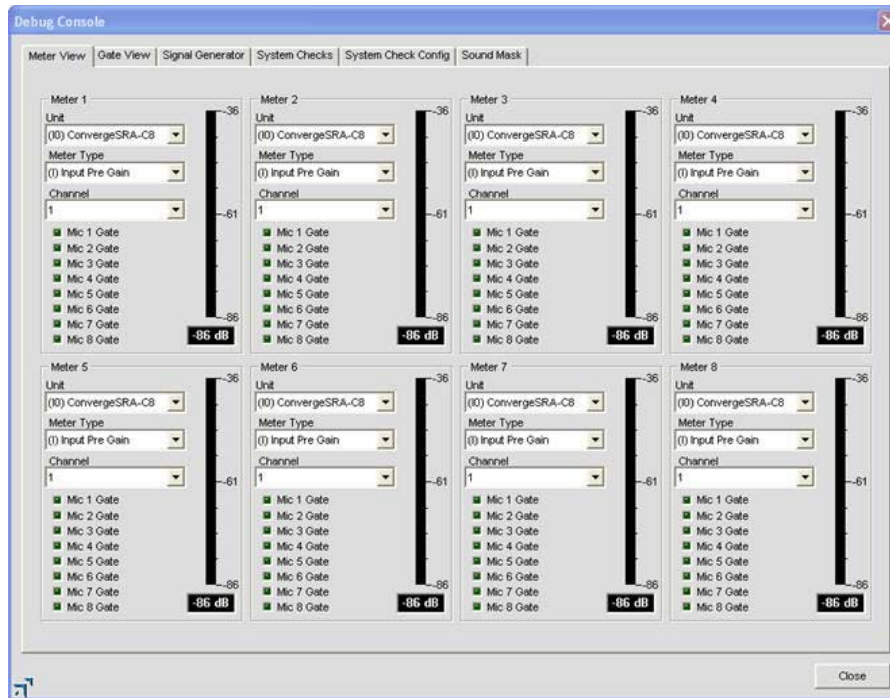 Debug Console
Meter View Gate View Signal Generator System Checks System Check Config Sound Mask
Meter 1
Unit
(I0) ConvergeSRA-C8
Meter Type
(I) Input Pre Gain
Channel
1
Mic 1 Gate
Mic 2 Gate
Mic 3 Gate
Mic 4 Gate
Mic 5 Gate
Mic 6 Gate
Mic 7 Gate
Mic 8 Gate
-36
-61
-86
-86 dB
Meter 2
Unit
(I0) ConvergeSRA-C8
Meter Type
(I) Input Pre Gain
Channel
1
Mic 1 Gate
Mic 2 Gate
Mic 3 Gate
Mic 4 Gate
Mic 5 Gate
Mic 6 Gate
Mic 7 Gate
Mic 8 Gate
-36
-61
-86
-86 dB
Meter 3
Unit
(I0) ConvergeSRA-C8
Meter Type
(I) Input Pre Gain
Channel
1
Mic 1 Gate
Mic 2 Gate
Mic 3 Gate
Mic 4 Gate
Mic 5 Gate
Mic 6 Gate
Mic 7 Gate
Mic 8 Gate
-36
-61
-86
-86 dB
Meter 4
Unit
(I0) ConvergeSRA-C8
Meter Type
(I) Input Pre Gain
Channel
1
Mic 1 Gate
Mic 2 Gate
Mic 3 Gate
Mic 4 Gate
Mic 5 Gate
Mic 6 Gate
Mic 7 Gate
Mic 8 Gate
-36
-61
-86
-86 dB
Meter 5
Unit
(I0) ConvergeSRA-C8
Meter Type
(I) Input Pre Gain
Channel
1
Mic 1 Gate
Mic 2 Gate
Mic 3 Gate
Mic 4 Gate
Mic 5 Gate
Mic 6 Gate
Mic 7 Gate
Mic 8 Gate
-36
-61
-86
-86 dB
Meter 6
Unit
(I0) ConvergeSRA-C8
Meter Type
(I) Input Pre Gain
Channel
1
Mic 1 Gate
Mic 2 Gate
Mic 3 Gate
Mic 4 Gate
Mic 5 Gate
Mic 6 Gate
Mic 7 Gate
Mic 8 Gate
-36
-61
-86
-86 dB
Meter 7
Unit
(I0) ConvergeSRA-C8
Meter Type
(I) Input Pre Gain
Channel
1
Mic 1 Gate
Mic 2 Gate
Mic 3 Gate
Mic 4 Gate
Mic 5 Gate
Mic 6 Gate
Mic 7 Gate
Mic 8 Gate
-36
-61
-86
-86 dB
Meter 8
Unit
(I0) ConvergeSRA-C8
Meter Type
(I) Input Pre Gain
Channel
1
Mic 1 Gate
Mic 2 Gate
Mic 3 Gate
Mic 4 Gate
Mic 5 Gate
Mic 6 Gate
Mic 7 Gate
Mic 8 Gate
-36
-61
-86
-86 dB
Close